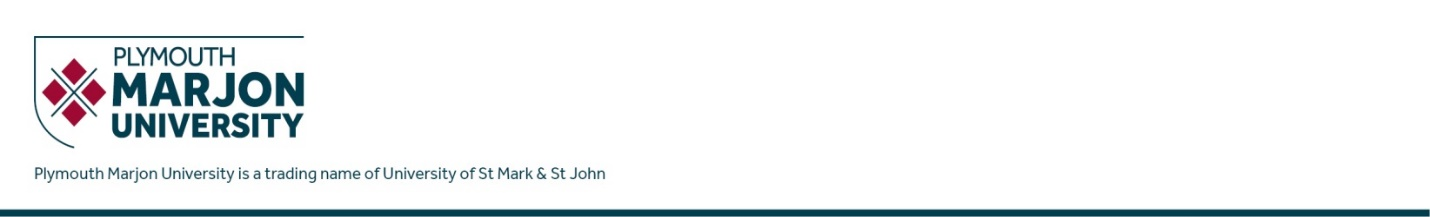 PLYMOUTH
MARJON
UNIVERSITY
Plymouth Marjon University is a trading name of University of St Mark & St John